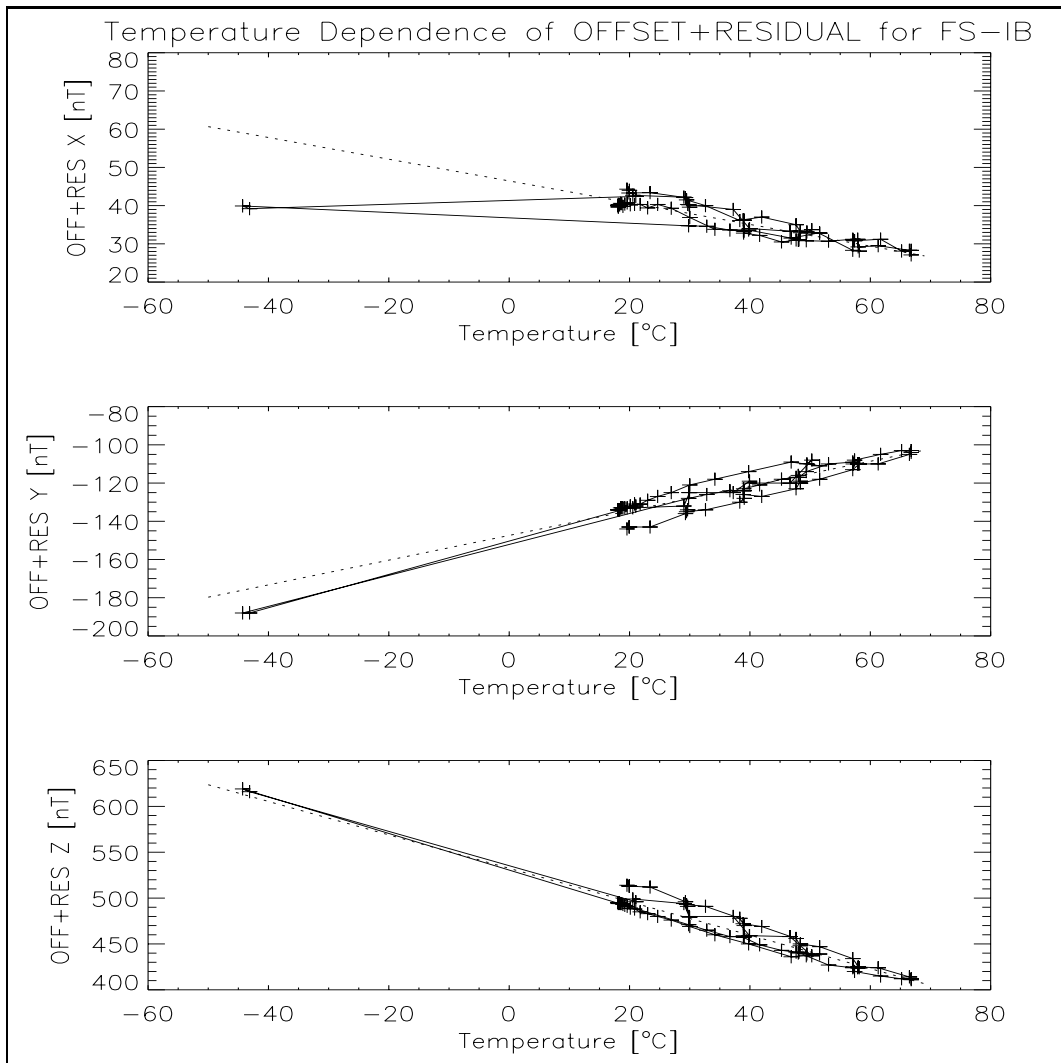 Temperature Dependence of OFFSET+RESIDUAL for FS-IB
OFF+RES X [nT]
80
70
60
50
40
30
20
-60 -40 -20 0 20 40 60 80
Temperature [°C]
OFF+RES Y [nT]
-80
-100
-120
-140
-160
-180
-200
-60 -40 -20 0 20 40 60 80
Temperature [°C]
OFF+RES Z [nT]
650
600
550
500
450
400
-60 -40 -20 0 20 40 60 80
Temperature [°C]